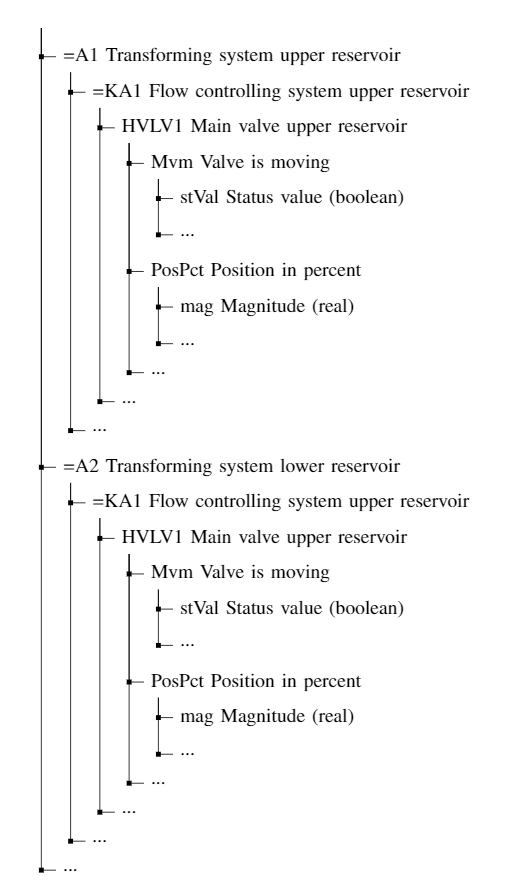 =A1 Transforming system upper reservoir
=KA1 Flow controlling system upper reservoir
HVLV1 Main valve upper reservoir
Mvm Valve is moving
stVal Status value (boolean)
...
PosPct Position in percent
mag Magnitude (real)
...
...
...
...
=A2 Transforming system lower reservoir
=KA1 Flow controlling system upper reservoir
HVLV1 Main valve upper reservoir
Mvm Valve is moving
stVal Status value (boolean)
...
PosPct Position in percent
mag Magnitude (real)
...
...
...
...
...